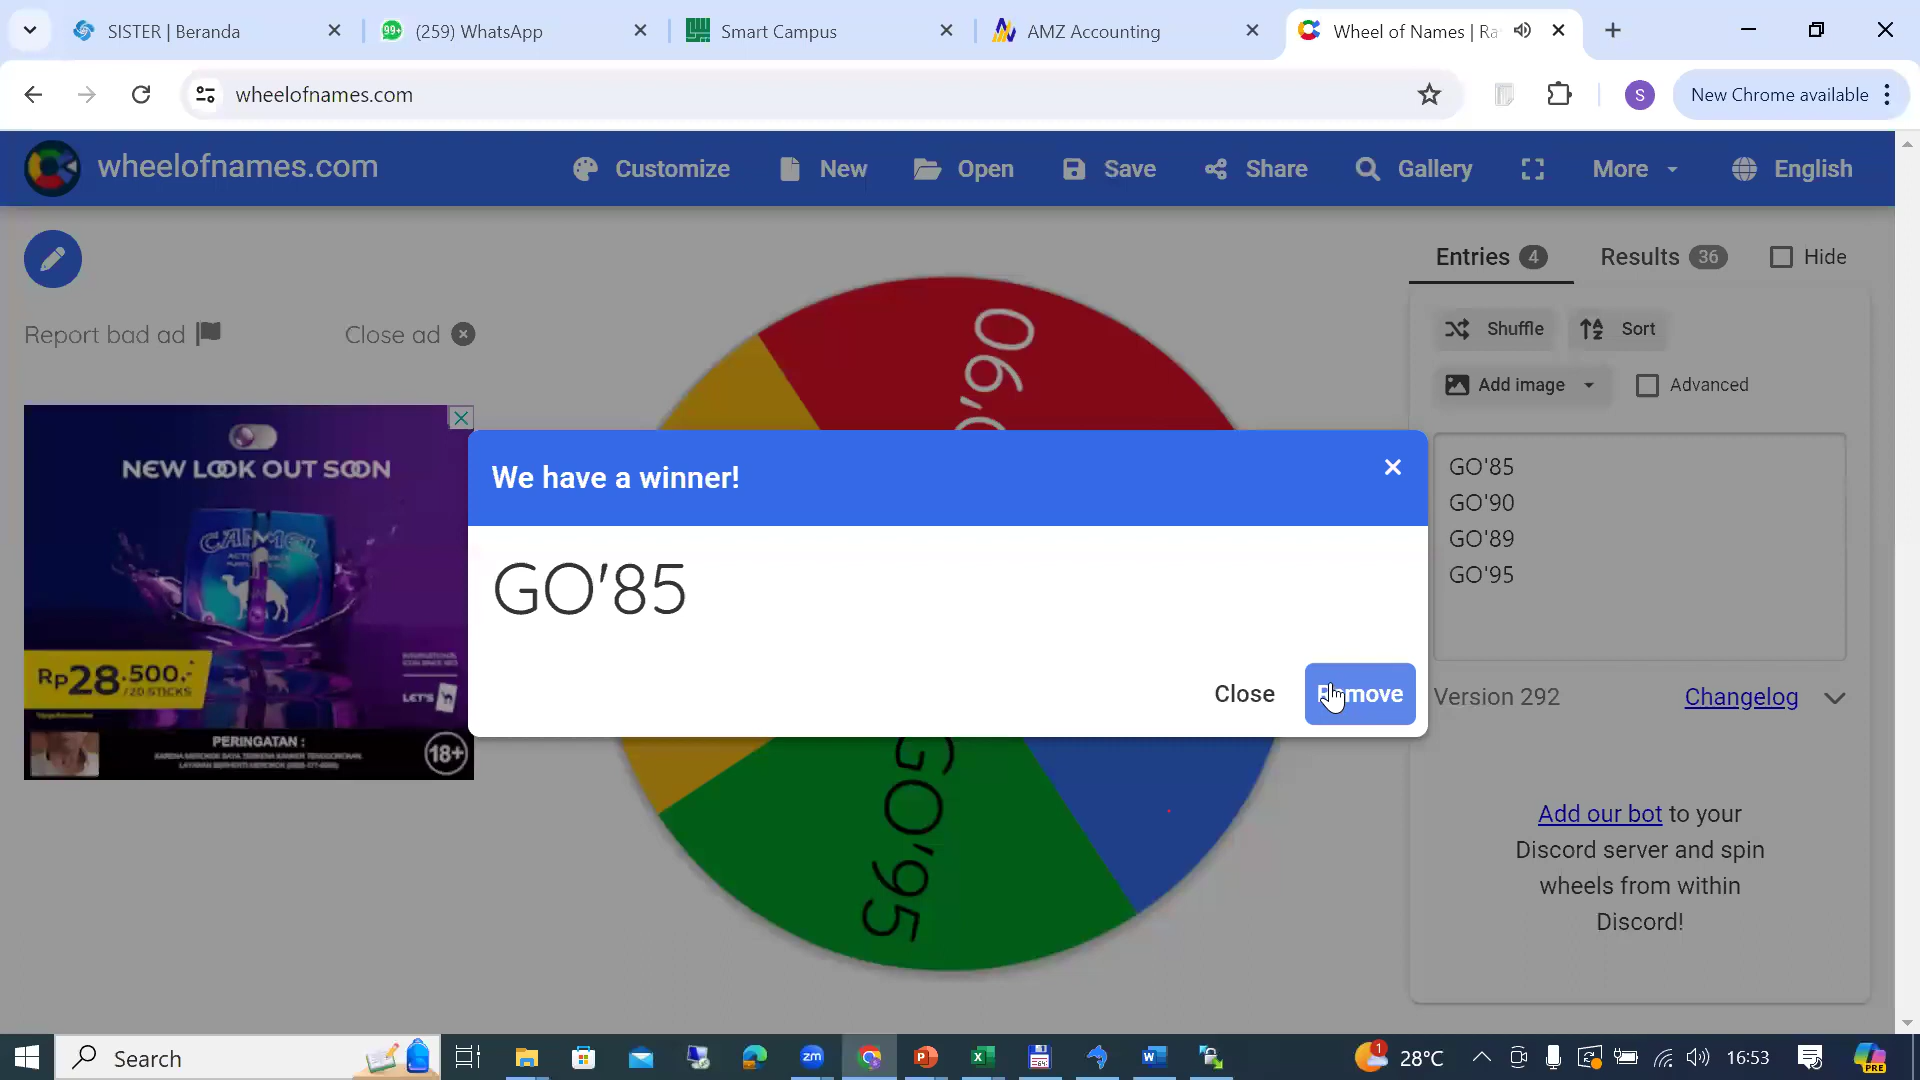 SISTER | Beranda
(259) WhatsApp
Smart Campus
AMZ Accounting
Wheel of Names | Ra
wheelofnames.com
S
New Chrome available
wheelofnames.com
Customize
New
Open
Save
Share
Gallery
More
English
Entries 4
Results 36
Hide
Report bad ad
Close ad
Shuffle
Sort
Add image
Advanced
NEW LOOK OUT SOON
CAMEL
Rp28.500,-
/20 STICKS
LET'S
PERINGATAN :
18+
We have a winner!
GO'85
Close
GO'85
GO'90
GO'89
GO'95
GO'95
Version 292
Changelog
Add our bot to your
Discord server and spin
wheels from within
Discord!
Search
28°C
16:53